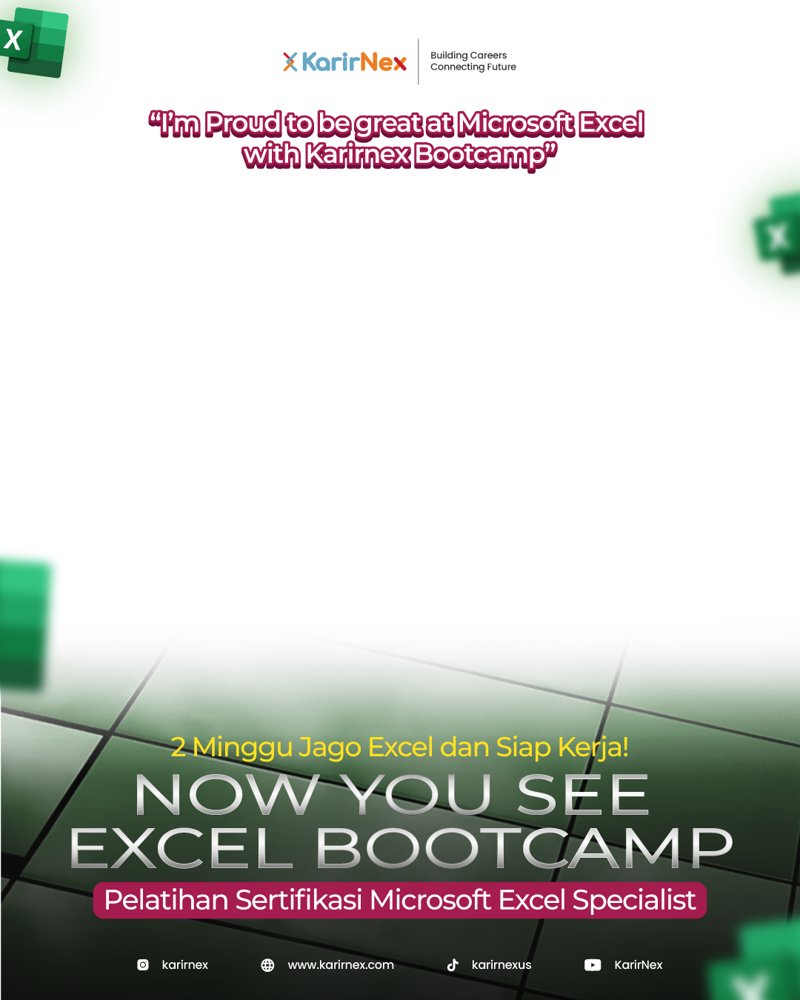 X
KarirNex
Building Careers
Connecting Future
“I’m Proud to be great at Microsoft Excel
with Karirnex Bootcamp”
X
2 Minggu Jago Excel dan Siap Kerja!
NOW YOU SEE
EXCEL BOOTCAMP
Pelatihan Sertifikasi Microsoft Excel Specialist
karirnex www.karirnex.com karirnexus KarirNex
X